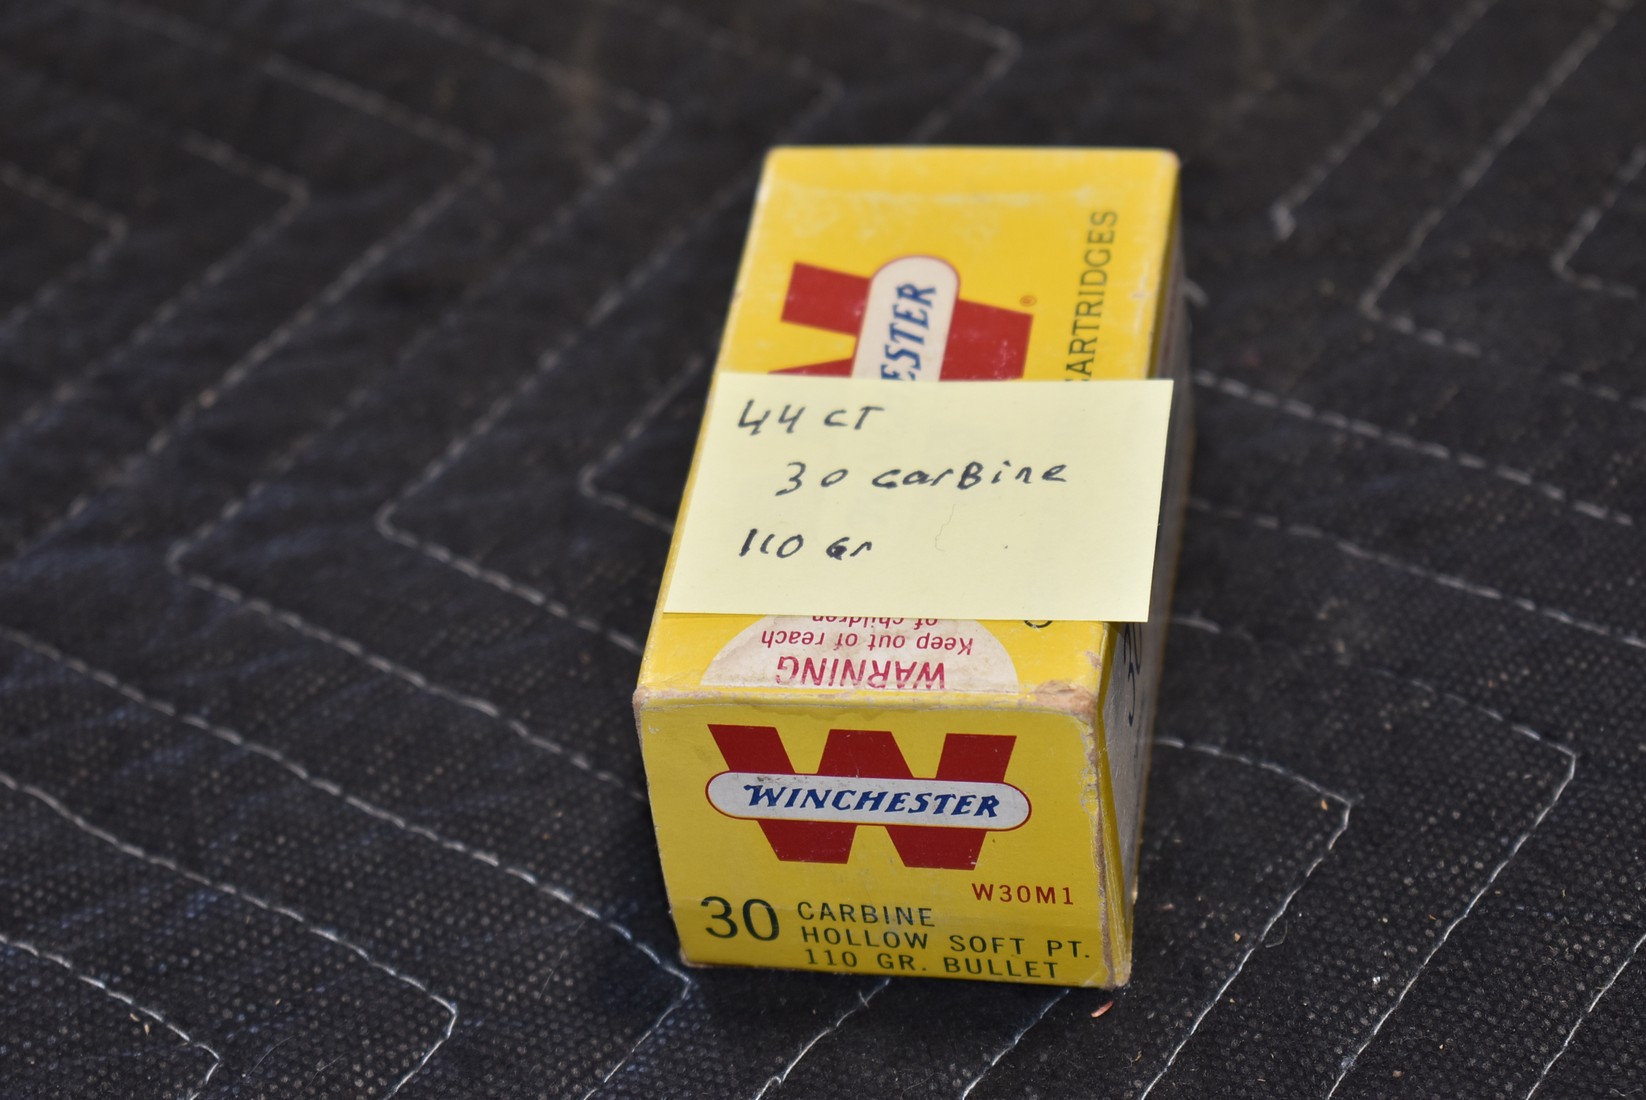 ESTER
®
CARTRIDGES
44 CT
30 carBine
110 Gr
of children
Keep out of reach
WARNING
WINCHESTER
W30M1
30 CARBINE
HOLLOW SOFT PT.
110 GR. BULLET
30